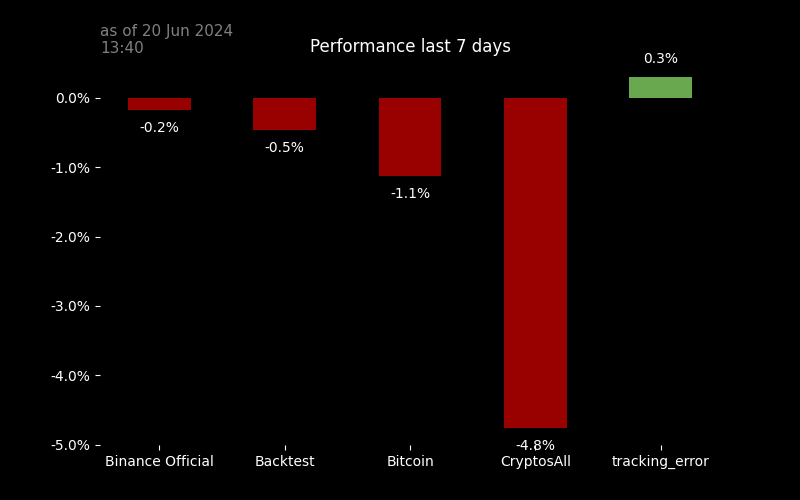 as of 20 Jun 2024
13:40
Performance last 7 days
0.3%
0.0%
-0.2%
-0.5%
-1.0%
-1.1%
-2.0%
-3.0%
-4.0%
-5.0%
-4.8%
Binance Official
Backtest
Bitcoin
CryptosAll
tracking_error